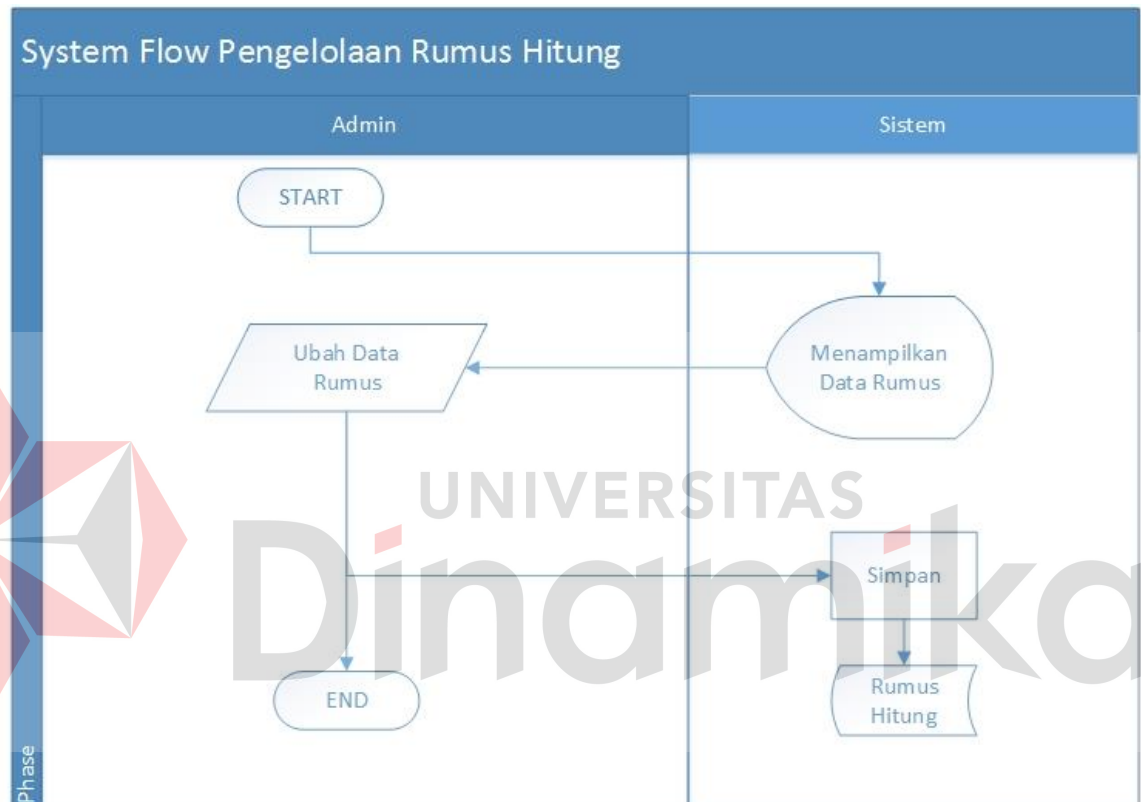 System Flow Pengelolaan Rumus Hitung
Admin
Sistem
START
Menampilkan
Data Rumus
Ubah Data
Rumus
UNIVERSITAS
Dinamika
Simpan
Rumus
Hitung
END
Phase